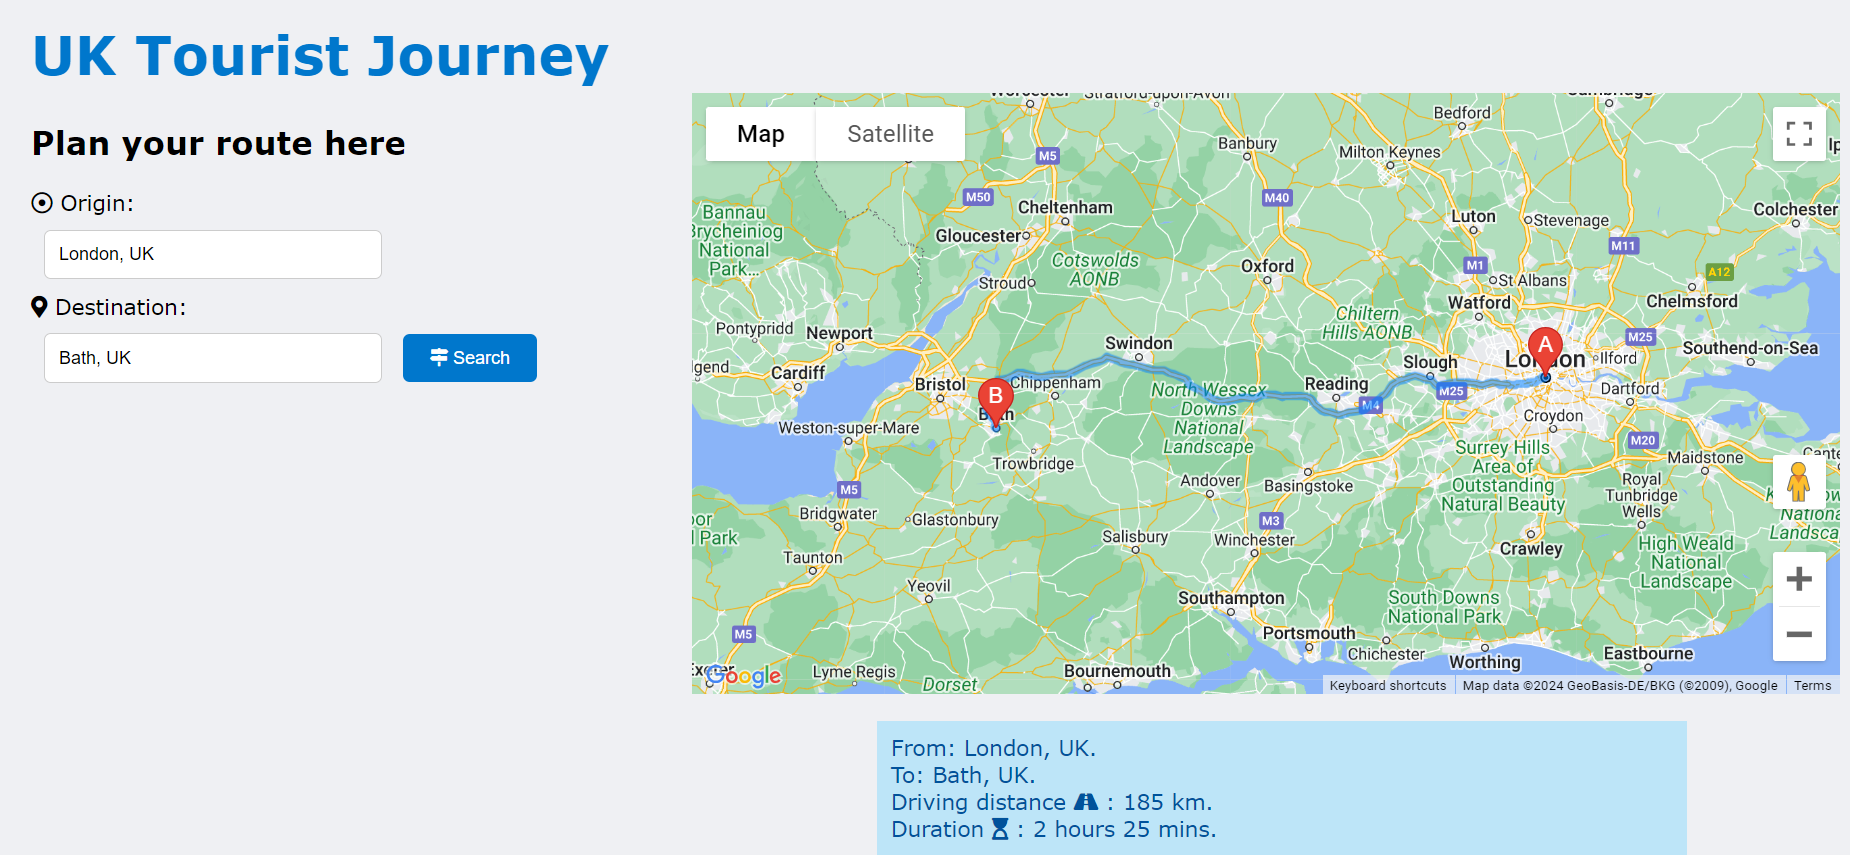 UK Tourist Journey
Plan your route here
Origin:
London, UK
Destination:
Bath, UK
Search
Map
Satellite
Bedford
Banbury
Milton Keynes
M5
M50
M40
Cheltenham
Luton
Stevenage
Colchester
Bannau
Brycheiniog
National
Park...
Gloucester
M11
Cotswolds
AONB
Oxford
M1
A12
Stroud
St Albans
Watford
Chelmsford
Chiltern
Hills AONB
Pontypridd
Newport
Swindon
M25
London
A
Ilford
Southend-on-Sea
Slough
Cardiff
Bristol
B
Chippenham
North Wessex
Downs
National
Landscape
Reading
M4
M25
Dartford
Croydon
Weston-super-Mare
Trowbridge
Surrey Hills
Area of
Outstanding
Natural Beauty
M20
Maidstone
M5
Andover
Basingstoke
Royal
Tunbridge
Wells
Bridgwater
Glastonbury
M3
Salisbury
Winchester
Crawley
High Weald
National
Landscape
Taunton
Yeovil
Southampton
South Downs
National Park
M5
Portsmouth
Chichester
Worthing
Eastbourne
Lyme Regis
Bournemouth
Dorset
Google
Keyboard shortcuts
Map data ©2024 GeoBasis-DE/BKG (©2009), Google
Terms
From: London, UK.
To: Bath, UK.
Driving distance : 185 km.
Duration : 2 hours 25 mins.